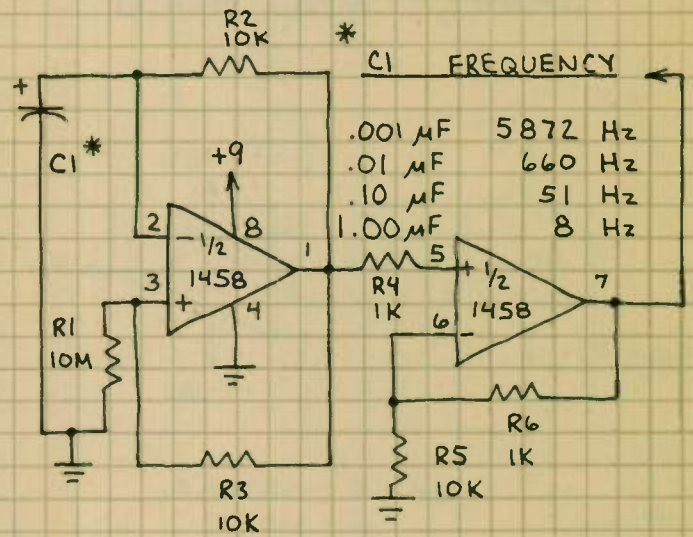 R2
10K
*
C1 FREQUENCY
.001 µF 5872 Hz
.01 µF 660 Hz
.10 µF 51 Hz
1.00 µF 8 Hz
+
C1 *
+9
2
-
1/2
8
1
1458
3
+
4
R1
10M
R3
10K
R4
1K
5
+
1/2
7
1458
6
-
R6
1K
R5
10K